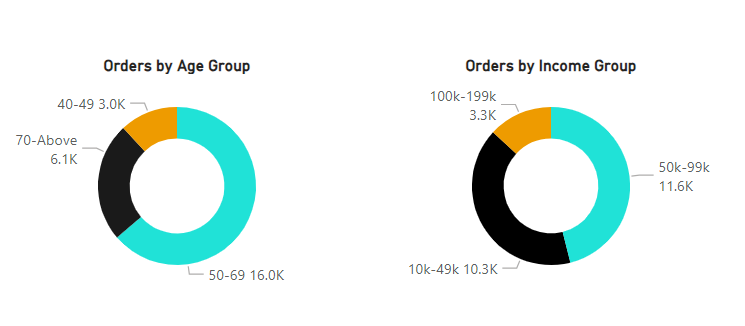 Orders by Age Group
40-49 3.0K
70-Above
6.1K
50-69 16.0K
Orders by Income Group
100k-199k
3.3K
50k-99k
11.6K
10k-49k 10.3K